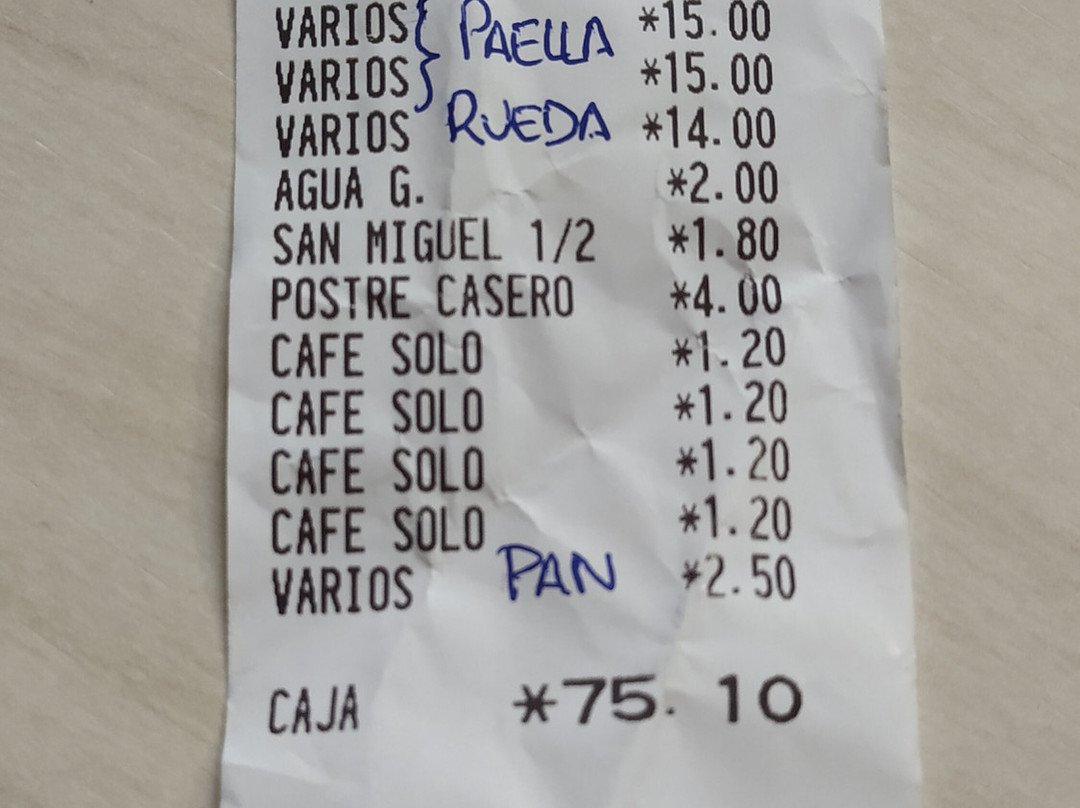 VARIOS { PAELLA *15.00
VARIOS } *15.00
VARIOS RUEDA *14.00
AGUA G. *2.00
SAN MIGUEL 1/2 *1.80
POSTRE CASERO *4.00
CAFE SOLO *1.20
CAFE SOLO *1.20
CAFE SOLO *1.20
CAFE SOLO *1.20
VARIOS PAN *2.50
CAJA *75.10